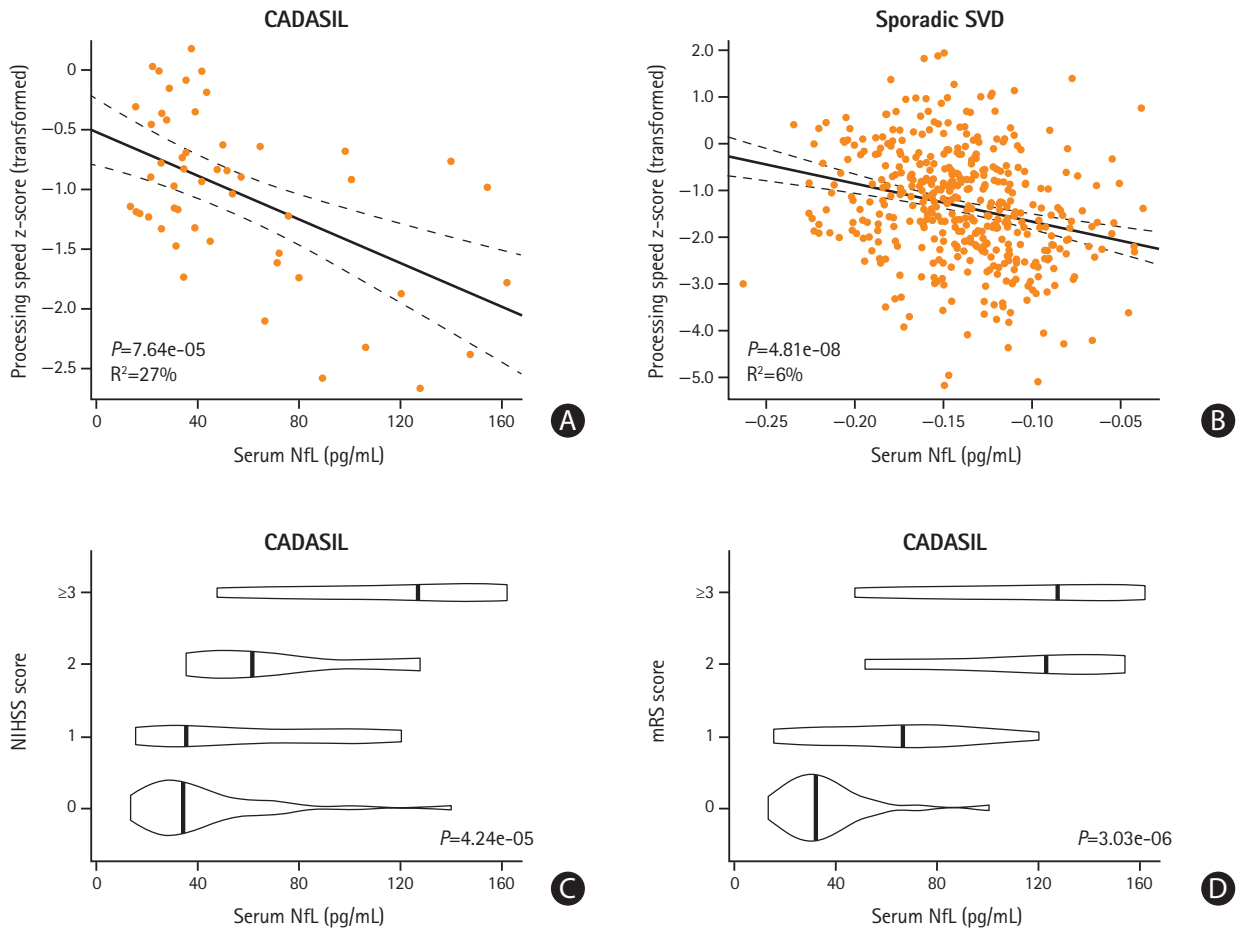 CADASIL
Processing speed z-score (transformed)
0
−0.5
−1.0
−1.5
−2.0
−2.5
P=7.64e-05
R²=27%
0 40 80 120 160
Serum NfL (pg/mL)
A
Sporadic SVD
Processing speed z-score (transformed)
2.0
1.0
0
−1.0
−2.0
−3.0
−4.0
−5.0
P=4.81e-08
R²=6%
−0.25 −0.20 −0.15 −0.10 −0.05
Serum NfL (pg/mL)
B
CADASIL
NIHSS score
≥3
2
1
0
P=4.24e-05
0 40 80 120 160
Serum NfL (pg/mL)
C
CADASIL
mRS score
≥3
2
1
0
P=3.03e-06
0 40 80 120 160
Serum NfL (pg/mL)
D